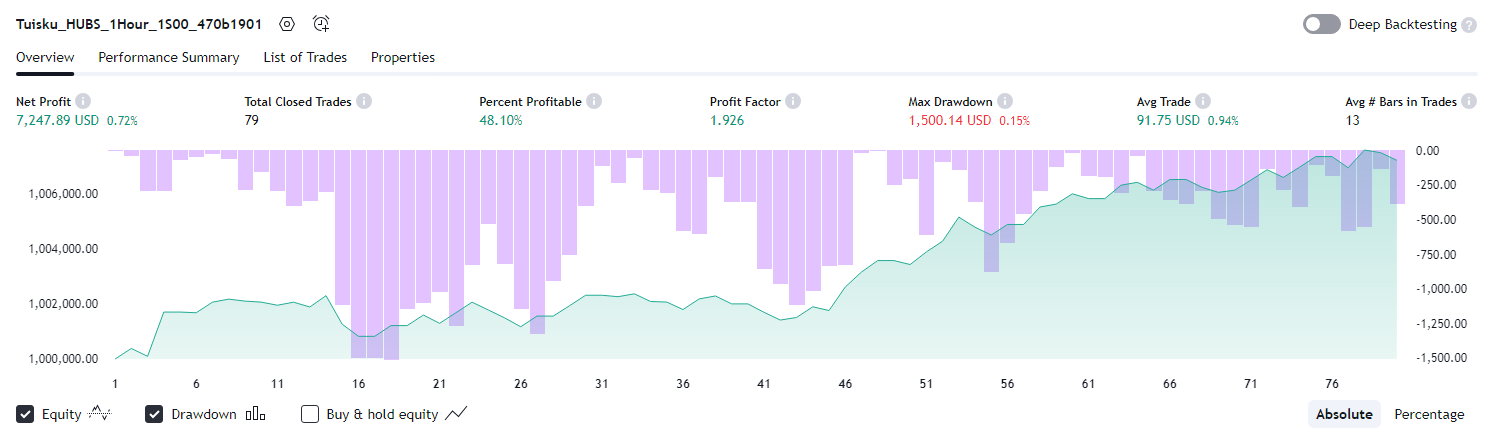 Tuisku_HUBS_1Hour_1S00_470b1901
Deep Backtesting ?
Overview Performance Summary List of Trades Properties
Net Profit i Total Closed Trades i Percent Profitable i Profit Factor i Max Drawdown i Avg Trade i Avg # Bars in Trades i
7,247.89 USD 0.72% 79 48.10% 1.926 1,500.14 USD 0.15% 91.75 USD 0.94% 13
0.00
1,006,000.00 -250.00
-500.00
1,004,000.00 -750.00
-1,000.00
1,002,000.00 -1,250.00
1,000,000.00 -1,500.00
1 6 11 16 21 26 31 36 41 46 51 56 61 66 71 76
Equity Drawdown Buy & hold equity Absolute Percentage